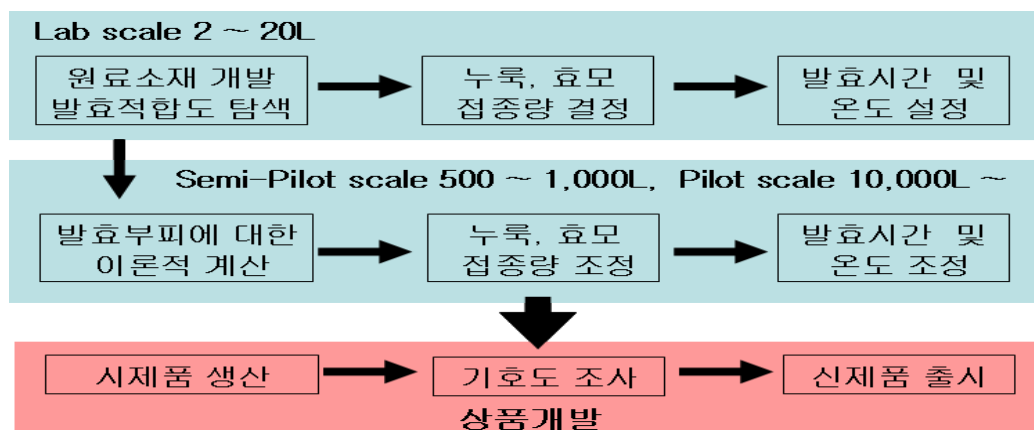 Lab scale 2 ~ 20L
원료소재 개발
발효적합도 탐색
누룩, 효모
접종량 결정
발효시간 및
온도 설정
Semi-Pilot scale 500 ~ 1,000L, Pilot scale 10,000L ~
발효부피에 대한
이론적 계산
누룩, 효모
접종량 조정
발효시간 및
온도 조정
시제품 생산
기호도 조사
신제품 출시
상품개발